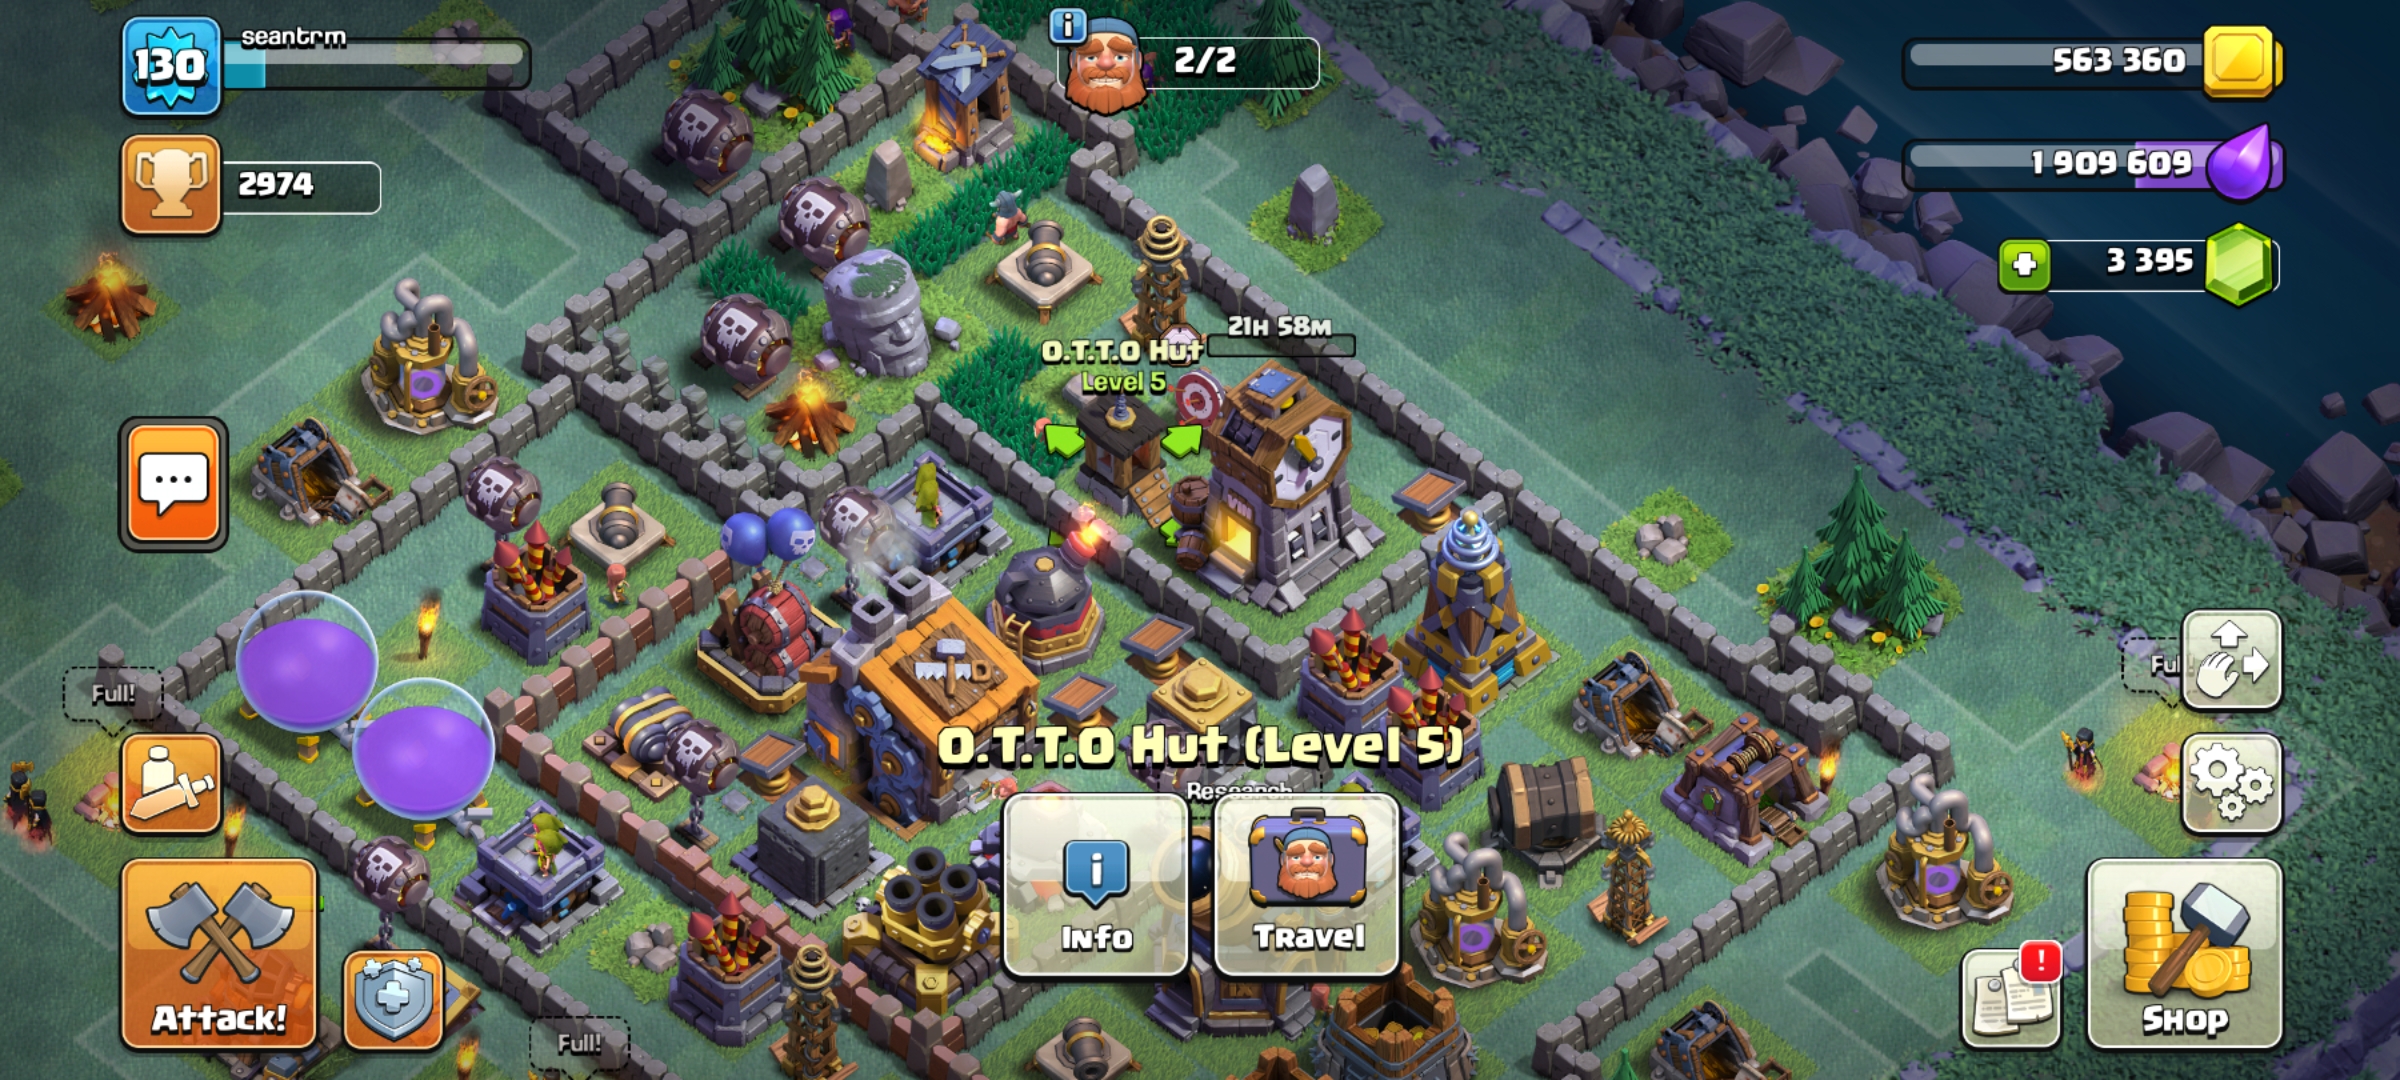 130
seantrm
2/2
563 360
2974
1 909 609
3 395
21H 58M
O.T.T.O Hut
Level 5
Full!
Ful
O.T.T.O Hut (Level 5)
Research
Info
Travel
Attack!
Full!
!
Shop